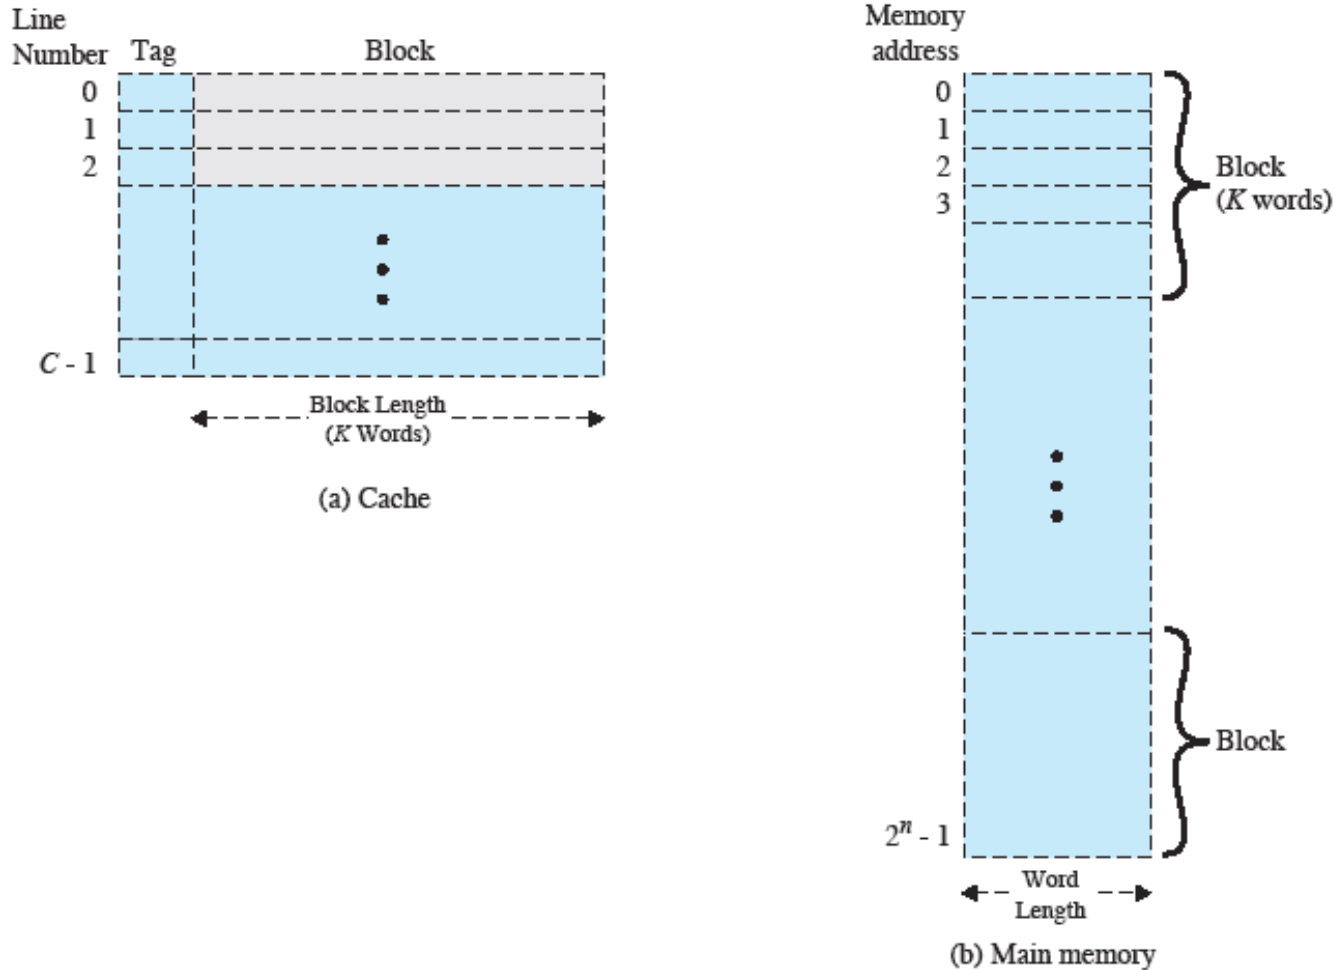 Line
Number Tag Block
0
1
2
C - 1
Block Length
(K Words)
(a) Cache
Memory
address
0
1
2
3
Block
(K words)
Block
2ⁿ - 1
Word
Length
(b) Main memory